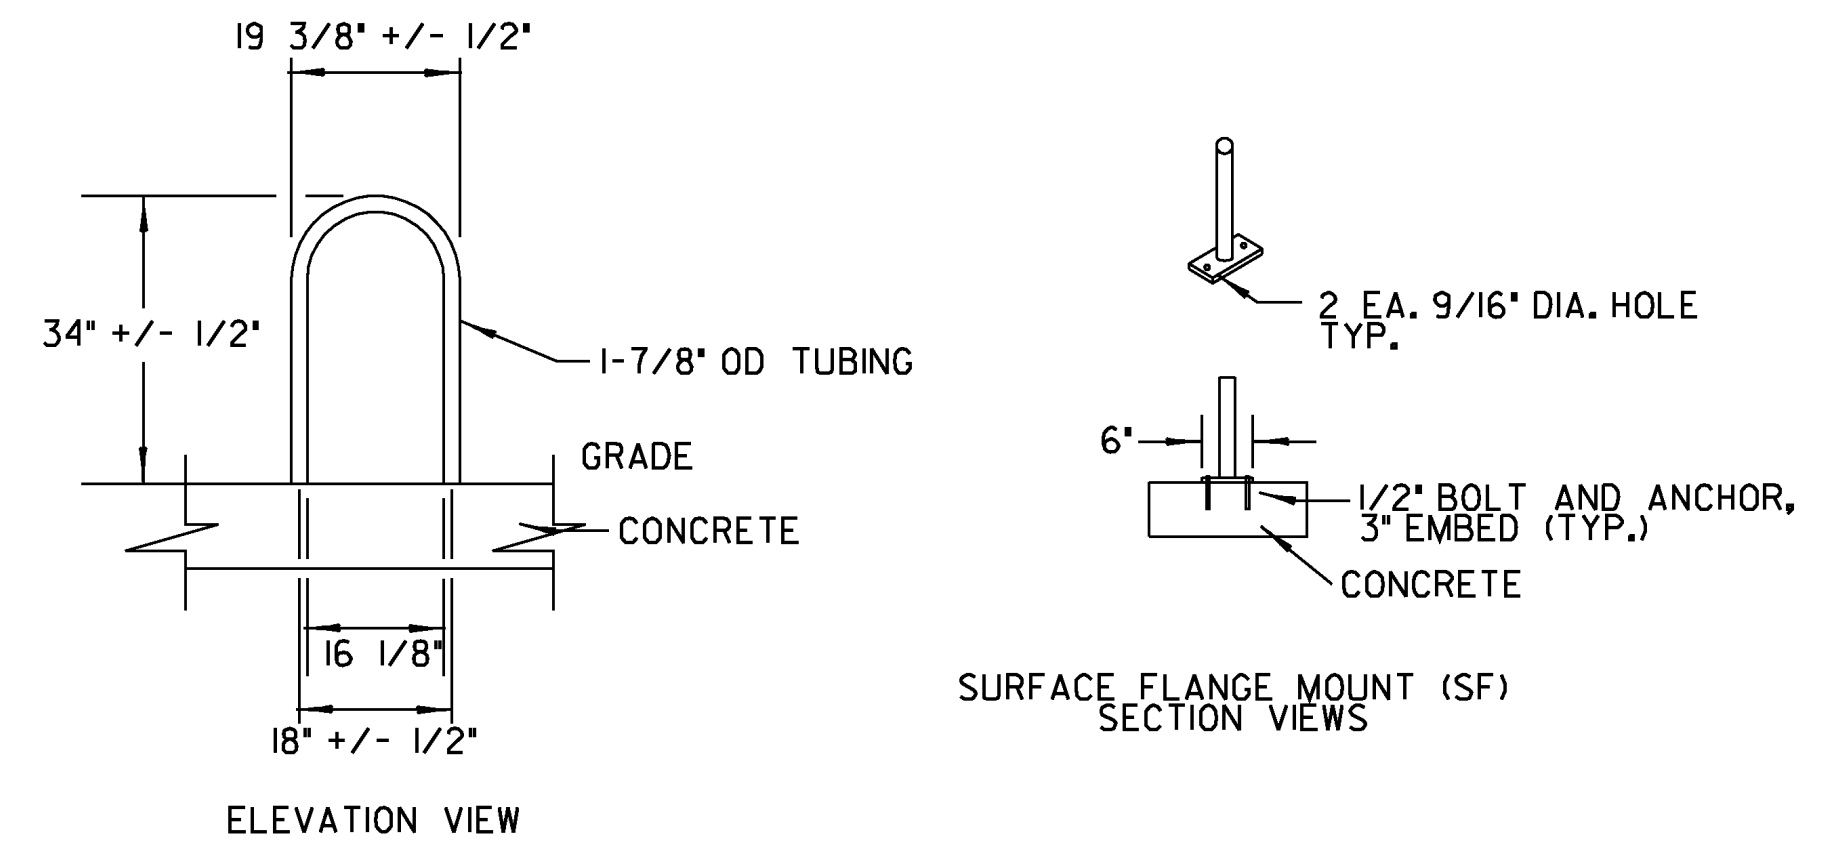 19 3/8" +/- 1/2"
34" +/- 1/2"
1-7/8" OD TUBING
GRADE
CONCRETE
16 1/8"
18" +/- 1/2"
ELEVATION VIEW
2 EA. 9/16" DIA. HOLE
TYP.
6"
1/2" BOLT AND ANCHOR,
3" EMBED (TYP.)
CONCRETE
SURFACE FLANGE MOUNT (SF)
SECTION VIEWS